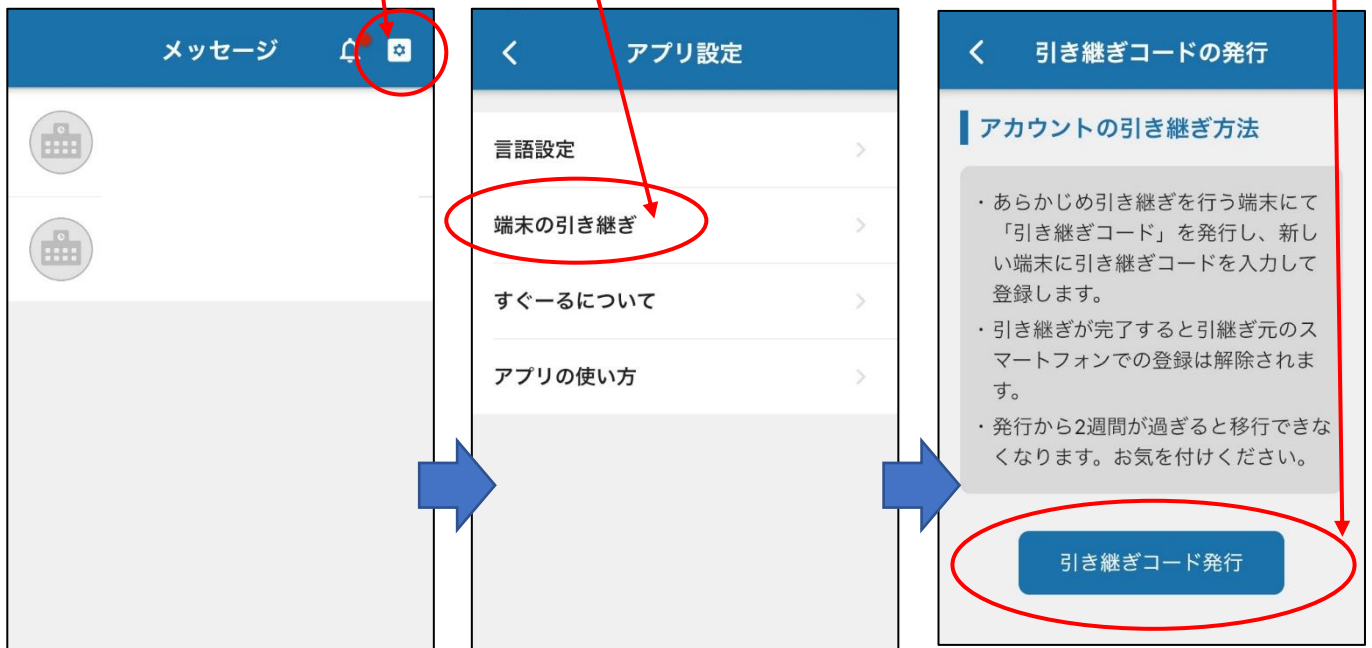 メッセージ
アプリ設定
言語設定
端末の引き継ぎ
すぐーるについて
アプリの使い方
引き継ぎコードの発行
アカウントの引き継ぎ方法
・あらかじめ引き継ぎを行う端末にて
「引き継ぎコード」を発行し、新し
い端末に引き継ぎコードを入力して
登録します。
・引き継ぎが完了すると引継ぎ元のス
マートフォンでの登録は解除されま
す。
・発行から2週間が過ぎると移行できな
くなります。お気を付けください。
引き継ぎコード発行